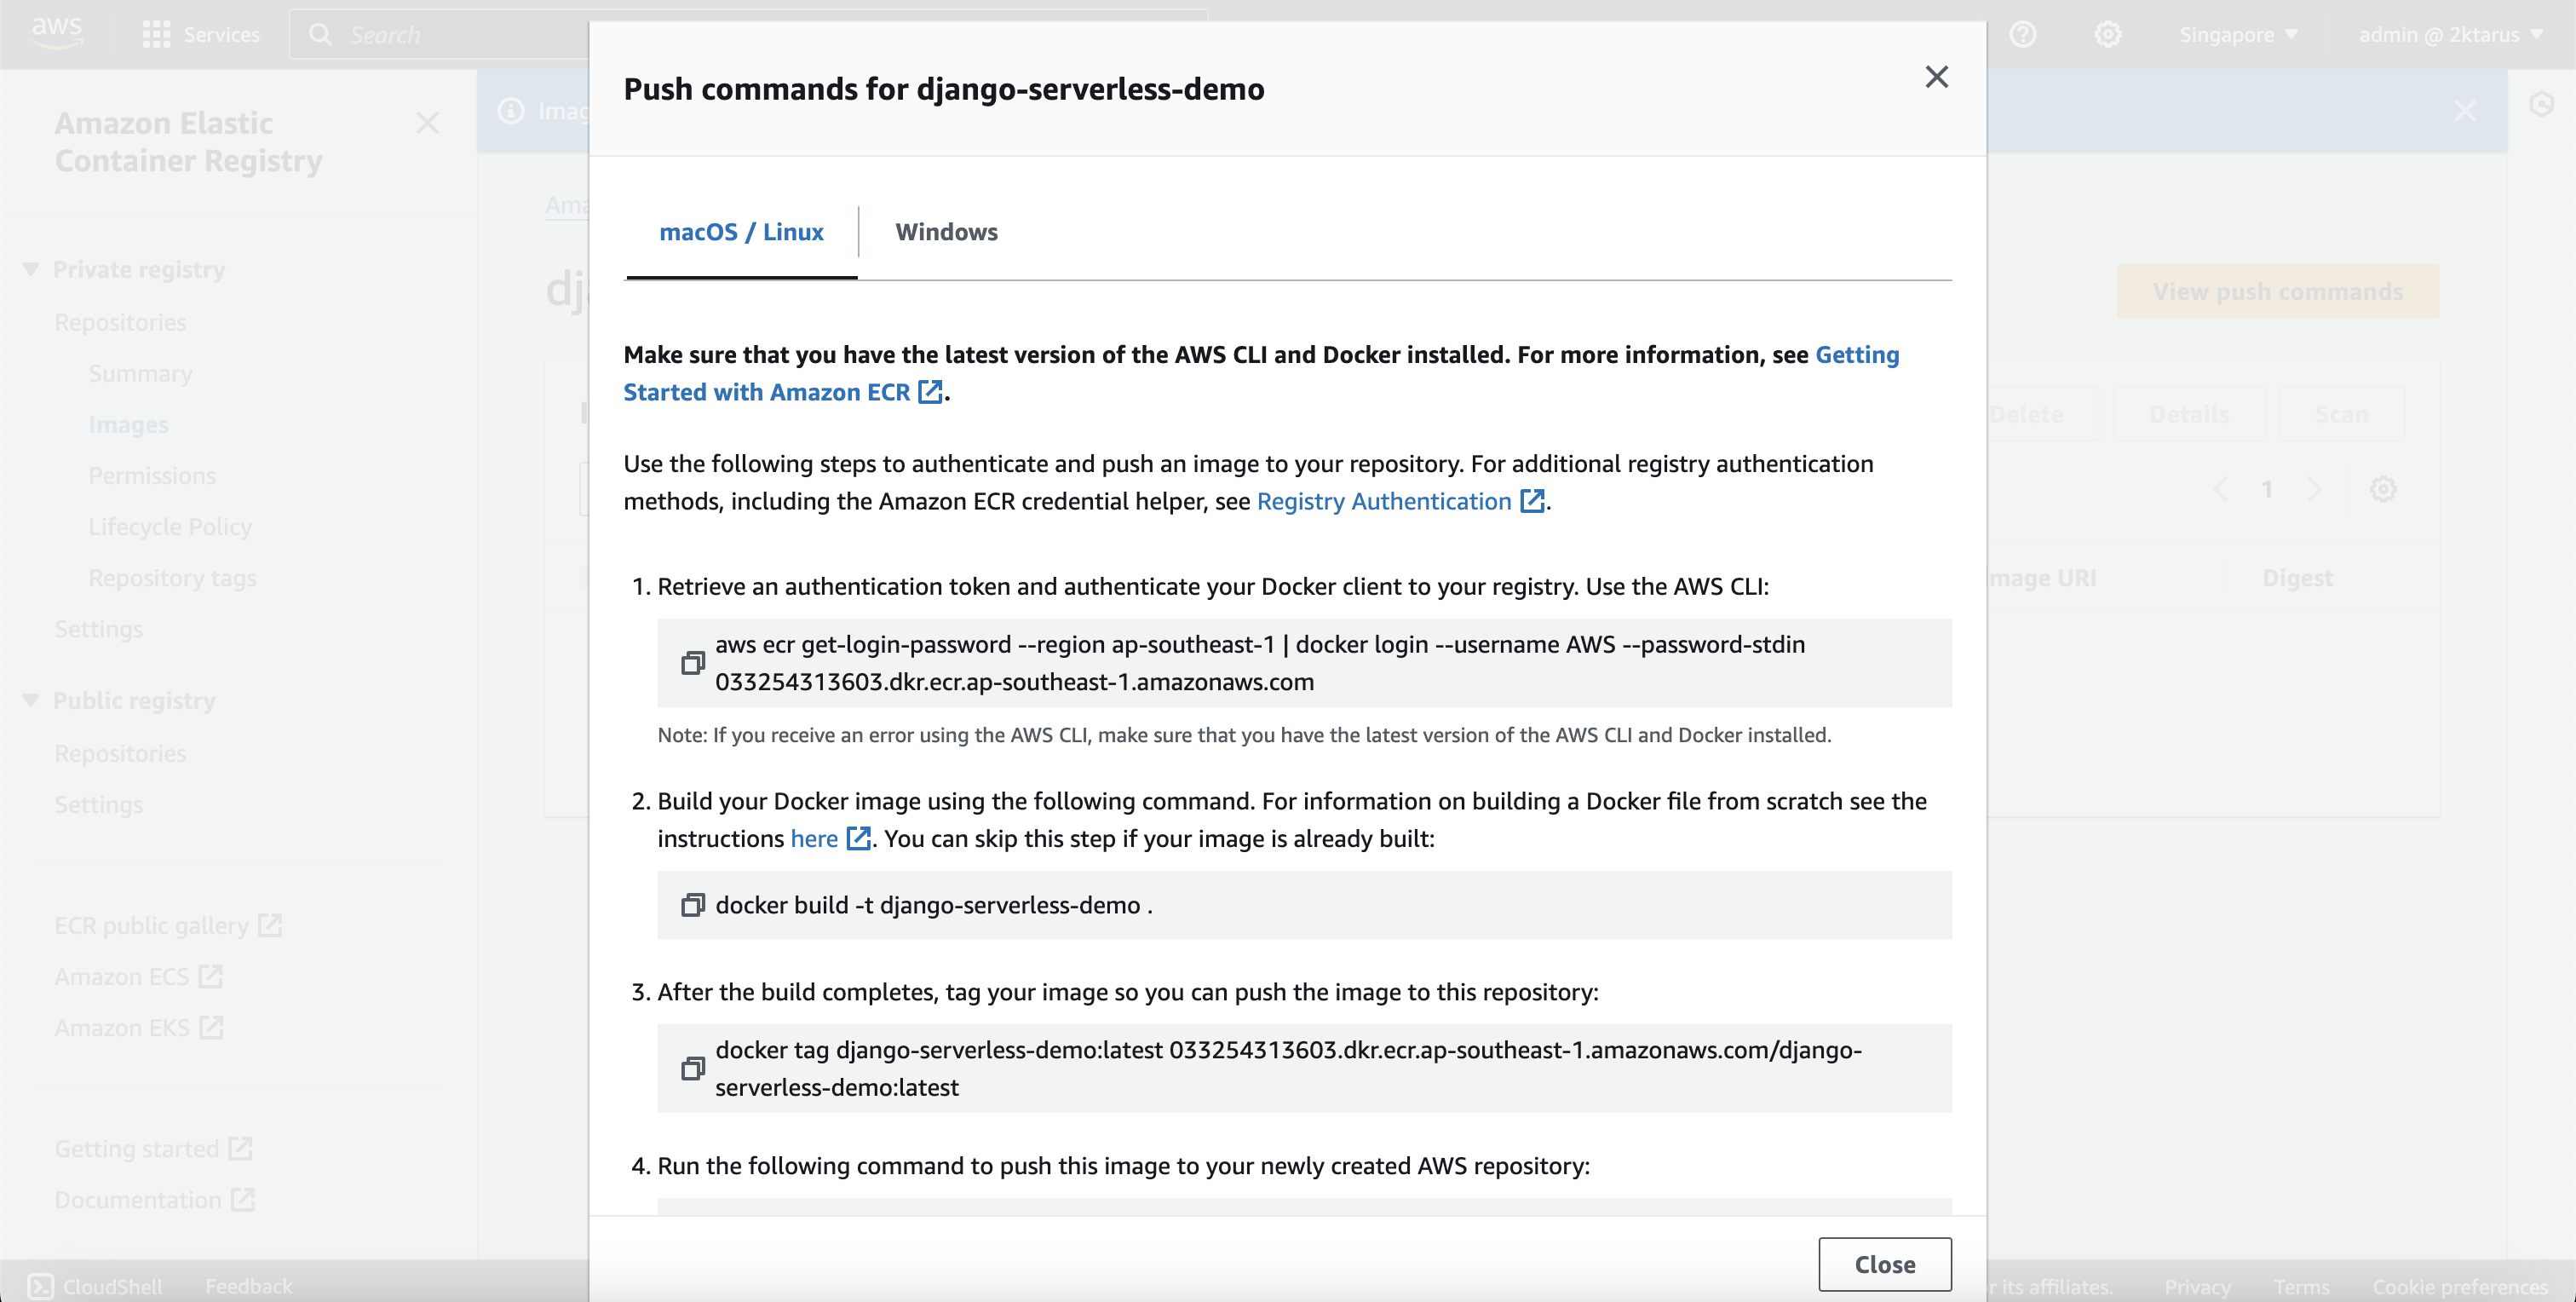 aws
Services
Search
Singapore
admin @ 2ktarus
Amazon Elastic
Container Registry
Private registry
Repositories
Summary
Images
Permissions
Lifecycle Policy
Repository tags
Settings
Public registry
Repositories
Settings
ECR public gallery
Amazon ECS
Amazon EKS
Getting started
Documentation
Push commands for django-serverless-demo
macOS / Linux
Windows
Make sure that you have the latest version of the AWS CLI and Docker installed. For more information, see Getting
Started with Amazon ECR.
Use the following steps to authenticate and push an image to your repository. For additional registry authentication
methods, including the Amazon ECR credential helper, see Registry Authentication.
1. Retrieve an authentication token and authenticate your Docker client to your registry. Use the AWS CLI:
aws ecr get-login-password --region ap-southeast-1 | docker login --username AWS --password-stdin
033254313603.dkr.ecr.ap-southeast-1.amazonaws.com
Note: If you receive an error using the AWS CLI, make sure that you have the latest version of the AWS CLI and Docker installed.
2. Build your Docker image using the following command. For information on building a Docker file from scratch see the
instructions here. You can skip this step if your image is already built:
docker build -t django-serverless-demo .
3. After the build completes, tag your image so you can push the image to this repository:
docker tag django-serverless-demo:latest 033254313603.dkr.ecr.ap-southeast-1.amazonaws.com/django-
serverless-demo:latest
4. Run the following command to push this image to your newly created AWS repository:
Close
View push commands
Delete
Details
Scan
1
URI
Digest
CloudShell
Feedback
its affiliates.
Privacy
Terms
Cookie preferences